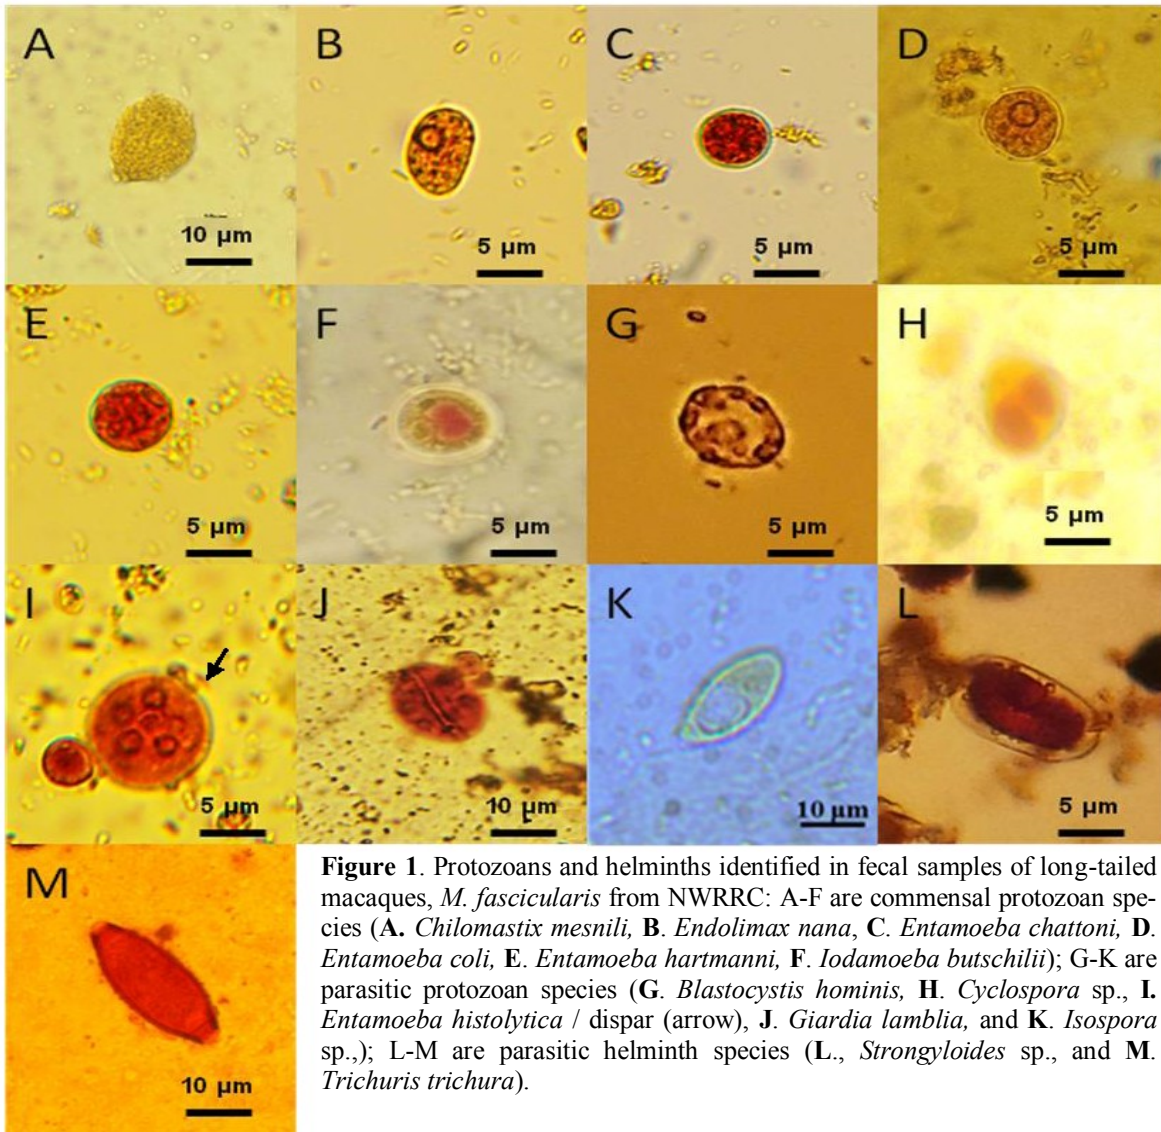 A
B
C
D
10 µm
5 µm
5 µm
5 µm
E
F
G
H
5 µm
5 µm
5 µm
5 µm
I
J
K
L
5 µm
10 µm
10 µm
5 µm
M
10 µm
Figure 1. Protozoans and helminths identified in fecal samples of long-tailed
macaques, M. fascicularis from NWRRC: A-F are commensal protozoan spe-
cies (A. Chilomastix mesnili, B. Endolimax nana, C. Entamoeba chattoni, D.
Entamoeba coli, E. Entamoeba hartmanni, F. Iodamoeba butschilii); G-K are
parasitic protozoan species (G. Blastocystis hominis, H. Cyclospora sp., I.
Entamoeba histolytica / dispar (arrow), J. Giardia lamblia, and K. Isospora
sp.,); L-M are parasitic helminth species (L., Strongyloides sp., and M.
Trichuris trichura).